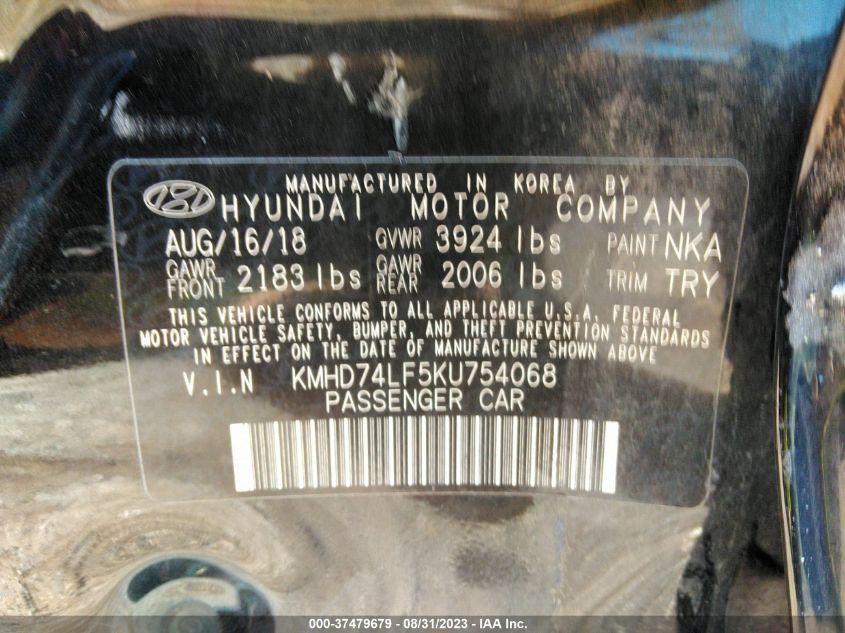 MANUFACTURED IN KOREA BY
HYUNDAI MOTOR COMPANY
AUG/16/18 GVWR 3924 lbs PAINT NKA
GAWR FRONT 2183 lbs GAWR REAR 2006 lbs TRIM TRY
THIS VEHICLE CONFORMS TO ALL APPLICABLE U.S.A. FEDERAL
MOTOR VEHICLE SAFETY, BUMPER, AND THEFT PREVENTION STANDARDS
IN EFFECT ON THE DATE OF MANUFACTURE SHOWN ABOVE
V.I.N KMHD74LF5KU754068
PASSENGER CAR
000-37479679 - 08/31/2023 - IAA Inc.